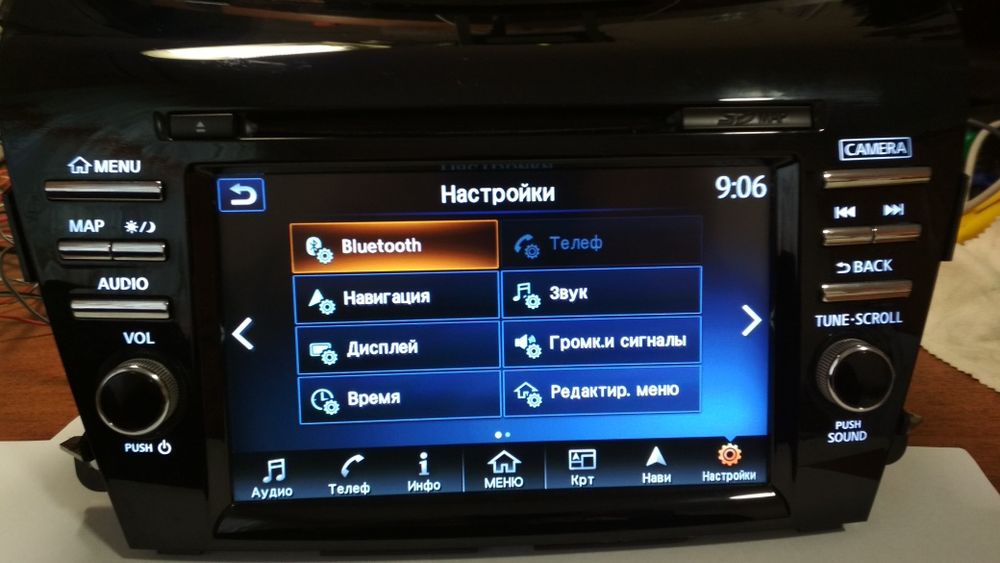 SD
MENU
CAMERA
MAP
AUDIO
VOL
PUSH
BACK
TUNE-SCROLL
PUSH
SOUND
Настройки
9:06
Bluetooth
Телеф
Навигация
Звук
Дисплей
Громк.и сигналы
Время
Редактир. меню
Аудио
Телеф
Инфо
МЕНЮ
Крт
Нави
Настройки